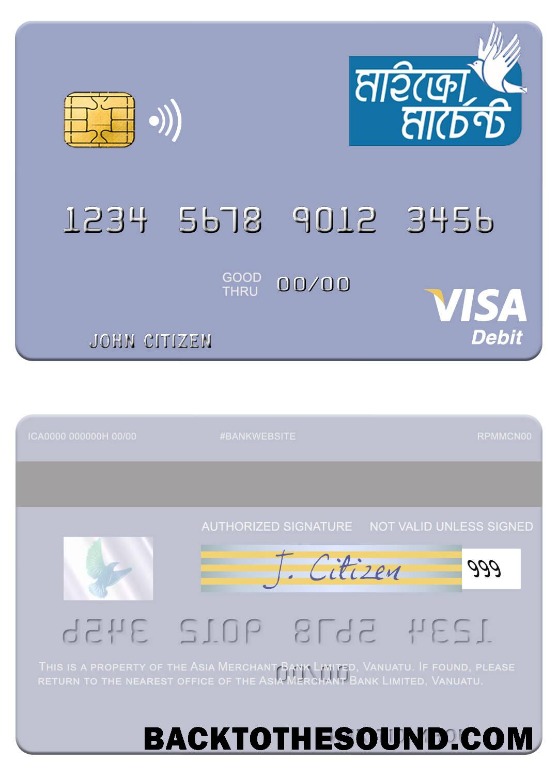 মাইক্রো
মার্চেন্ট
1234 5678 9012 3456
GOOD
THRU 00/00
VISA
Debit
JOHN CITIZEN
ICA0000 000000H 00/00 #BANKWEBSITE RPMMCN00
AUTHORIZED SIGNATURE NOT VALID UNLESS SIGNED
J. Citizen 999
THIS IS A PROPERTY OF THE ASIA MERCHANT BANK LIMITED, VANUATU. IF FOUND, PLEASE
RETURN TO THE NEAREST OFFICE OF THE ASIA MERCHANT BANK LIMITED, VANUATU.
BACKTOTHESOUND.COM